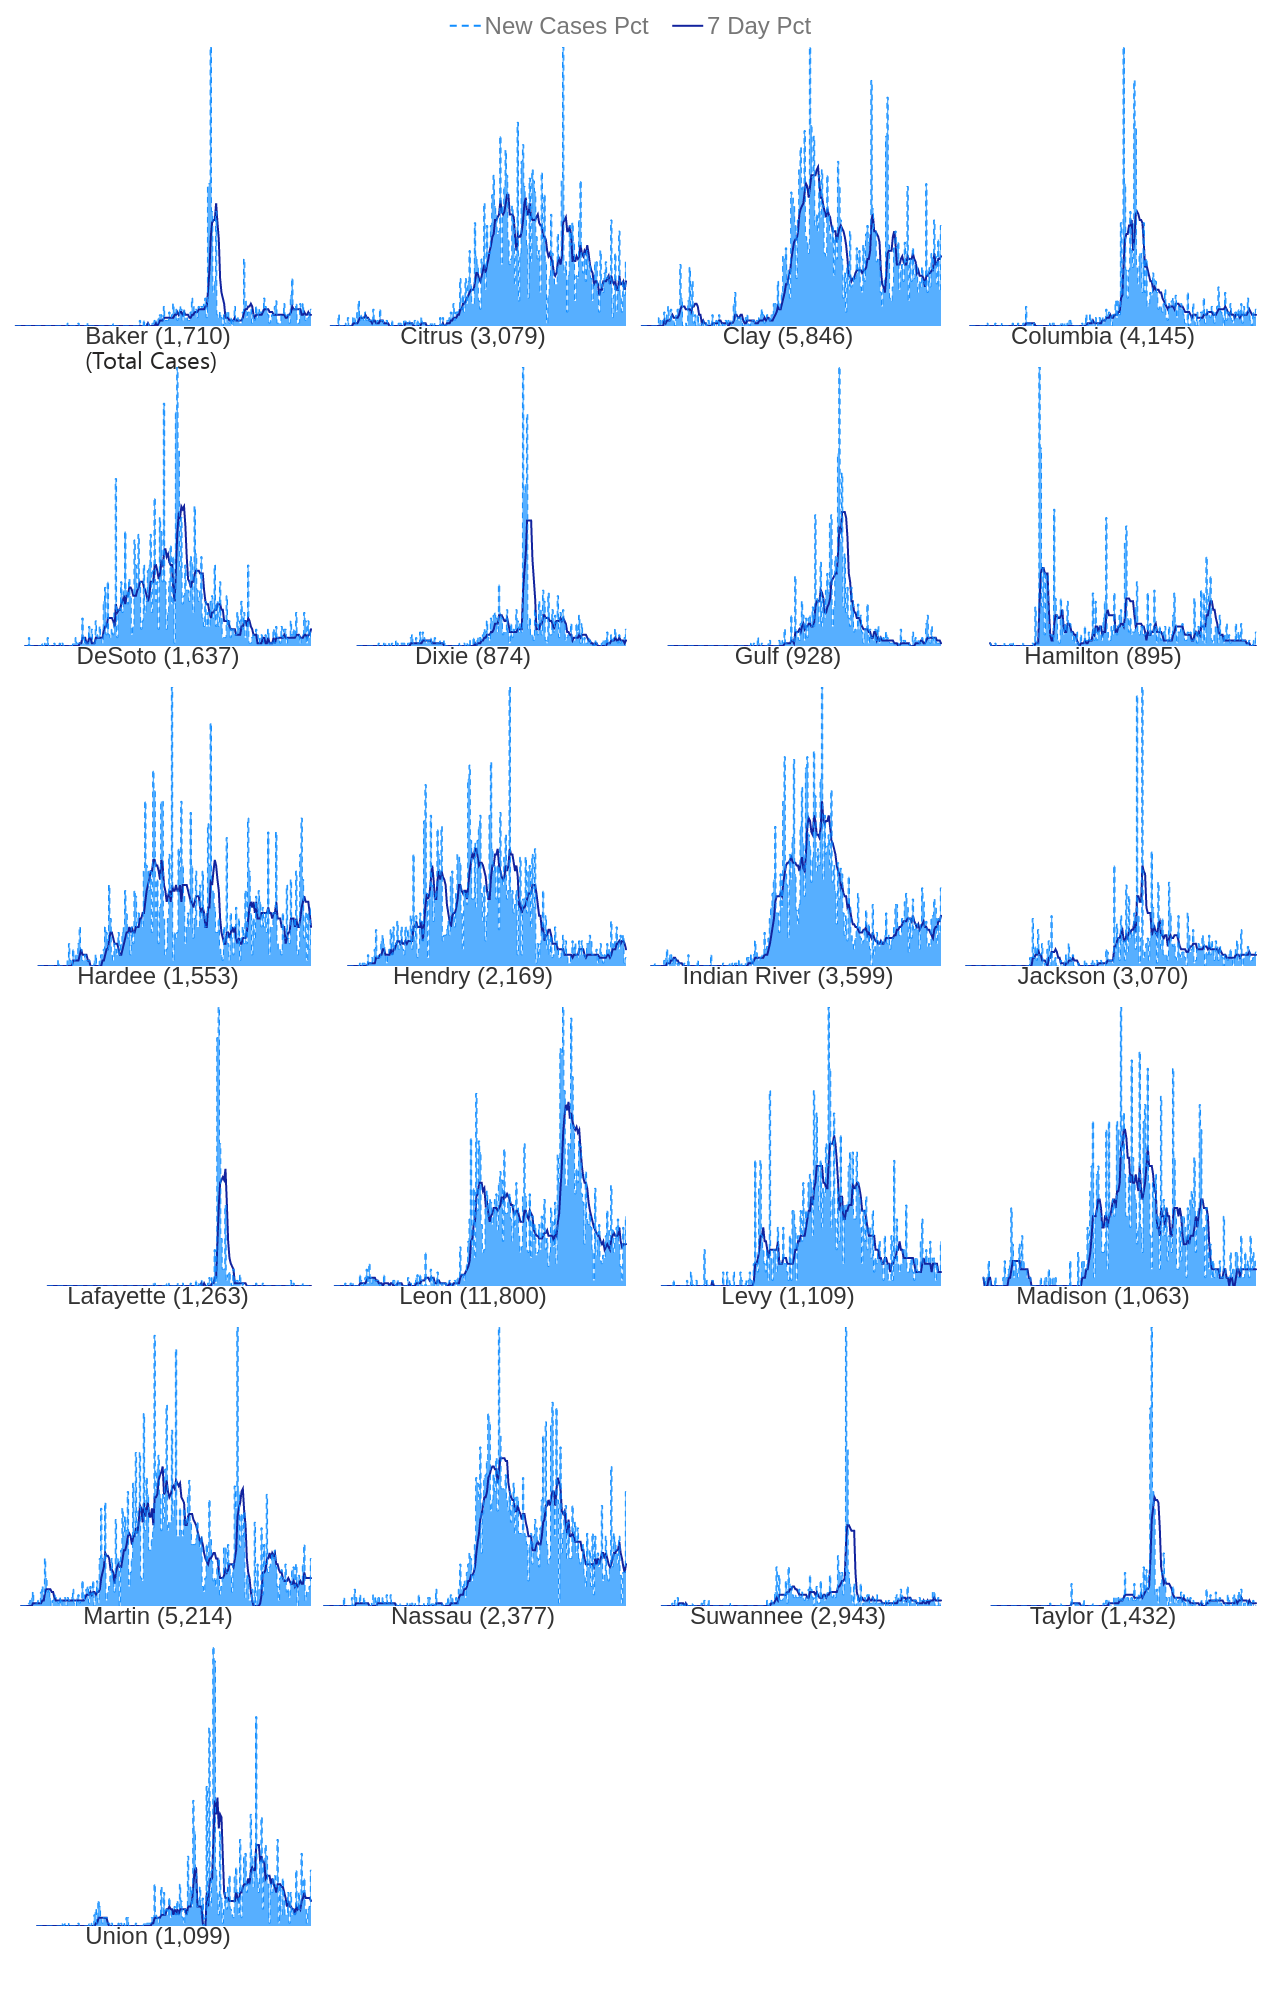 New Cases Pct 7 Day Pct
Baker (1,710) Citrus (3,079) Clay (5,846) Columbia (4,145)
(Total Cases)
DeSoto (1,637) Dixie (874) Gulf (928) Hamilton (895)
Hardee (1,553) Hendry (2,169) Indian River (3,599) Jackson (3,070)
Lafayette (1,263) Leon (11,800) Levy (1,109) Madison (1,063)
Martin (5,214) Nassau (2,377) Suwannee (2,943) Taylor (1,432)
Union (1,099)